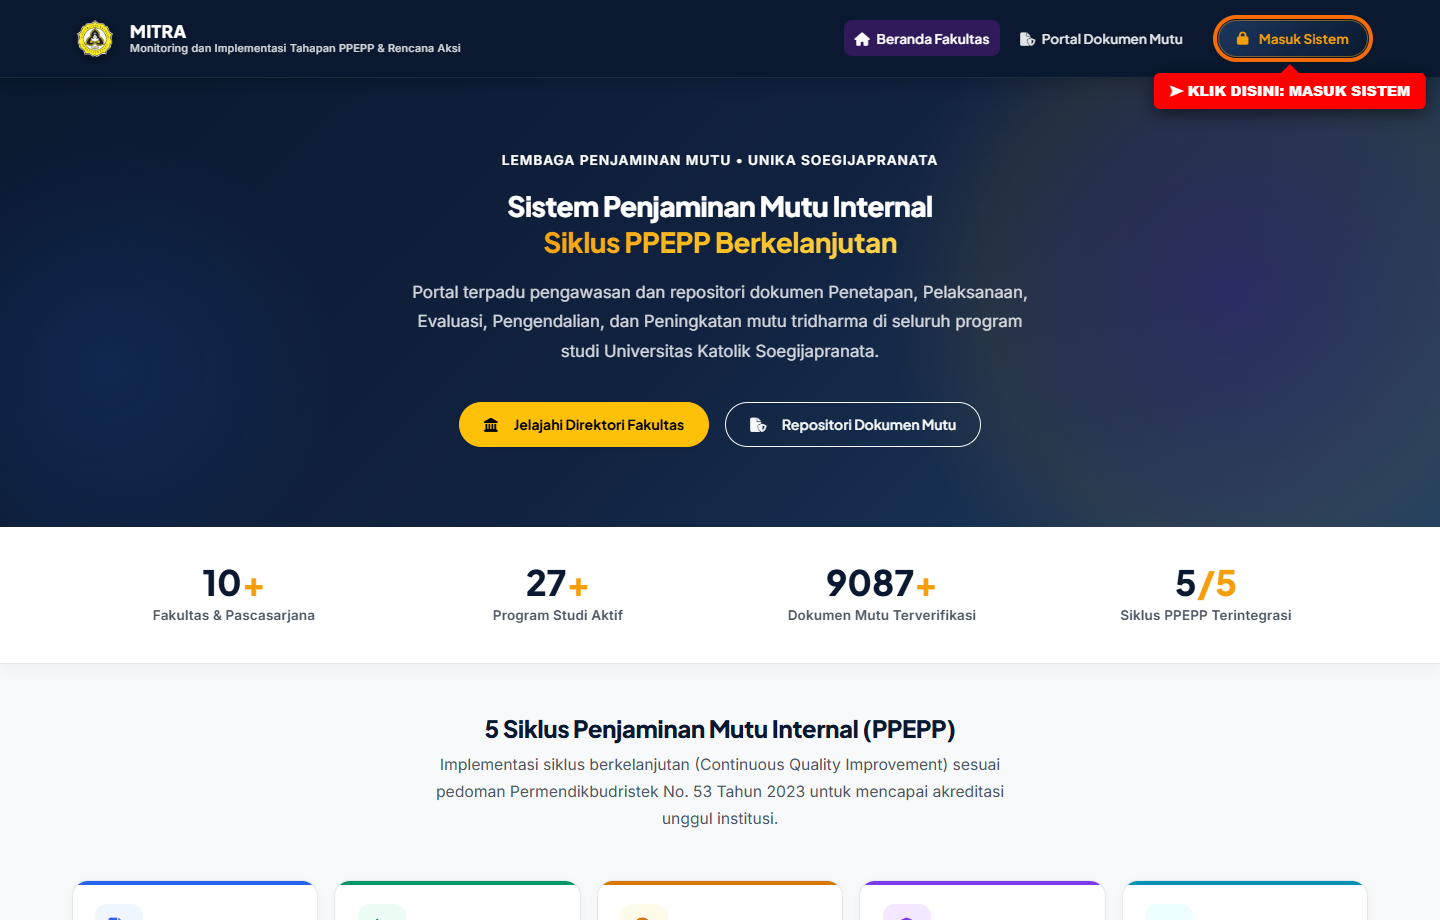 MITRA
Monitoring dan Implementasi Tahapan PPEPP & Rencana Aksi
Beranda Fakultas
Portal Dokumen Mutu
Masuk Sistem
➤ KLIK DISINI: MASUK SISTEM
LEMBAGA PENJAMINAN MUTU • UNIKA SOEGIJAPRANATA
Sistem Penjaminan Mutu Internal
Siklus PPEPP Berkelanjutan
Portal terpadu pengawasan dan repositori dokumen Penetapan, Pelaksanaan,
Evaluasi, Pengendalian, dan Peningkatan mutu tridharma di seluruh program
studi Universitas Katolik Soegijapranata.
Jelajahi Direktori Fakultas
Repositori Dokumen Mutu
10+
Fakultas & Pascasarjana
27+
Program Studi Aktif
9087+
Dokumen Mutu Terverifikasi
5/5
Siklus PPEPP Terintegrasi
5 Siklus Penjaminan Mutu Internal (PPEPP)
Implementasi siklus berkelanjutan (Continuous Quality Improvement) sesuai
pedoman Permendikbudristek No. 53 Tahun 2023 untuk mencapai akreditasi
unggul institusi.